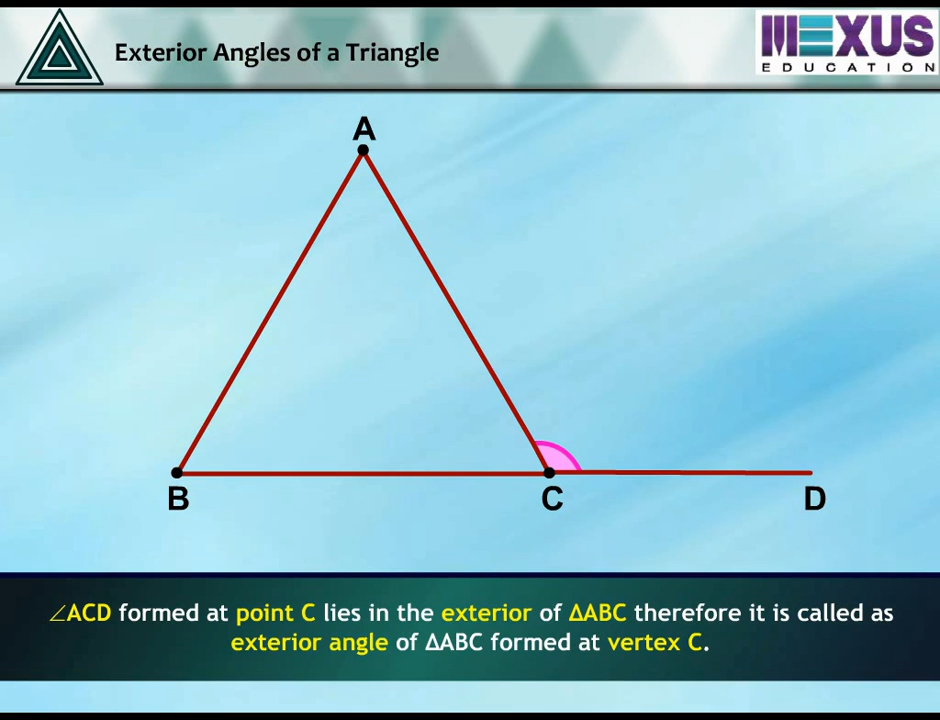 Exterior Angles of a Triangle
MEXUS
EDUCATION
A
B
C
D
∠ACD formed at point C lies in the exterior of ΔABC therefore it is called as
exterior angle of ΔABC formed at vertex C.